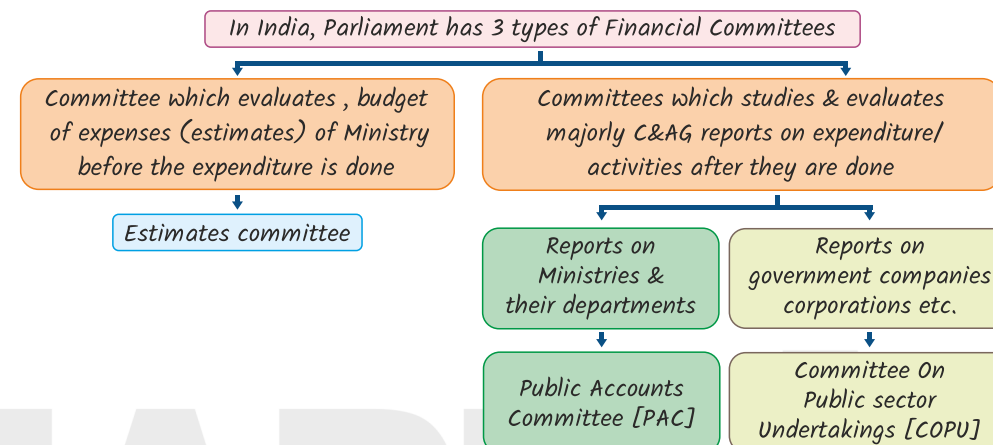 In India, Parliament has 3 types of Financial Committees
Committee which evaluates , budget
of expenses (estimates) of Ministry
before the expenditure is done
Committees which studies & evaluates
majorly C&AG reports on expenditure/
activities after they are done
Estimates committee
Reports on
Ministries &
their departments
Reports on
government companies
corporations etc.
Public Accounts
Committee [PAC]
Committee On
Public sector
Undertakings [COPU]